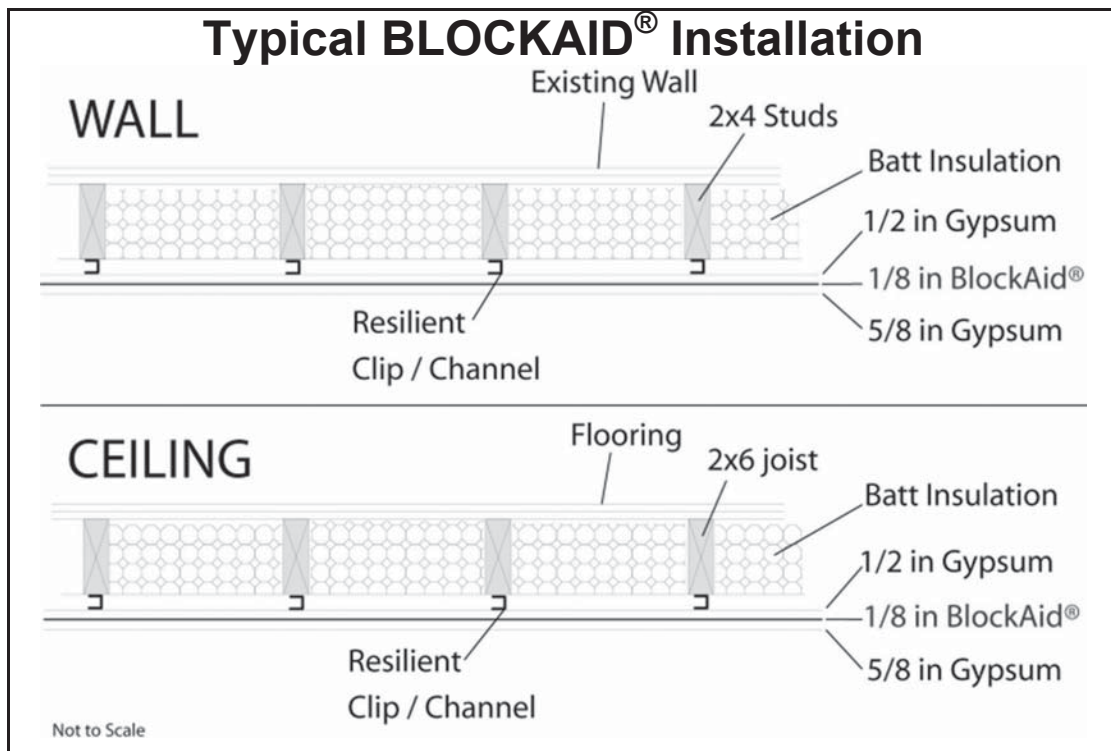 Typical BLOCKAID® Installation
WALL
Existing Wall
2x4 Studs
Batt Insulation
1/2 in Gypsum
1/8 in BlockAid®
5/8 in Gypsum
Resilient
Clip / Channel
CEILING
Flooring
2x6 joist
Batt Insulation
1/2 in Gypsum
1/8 in BlockAid®
5/8 in Gypsum
Resilient
Clip / Channel
Not to Scale